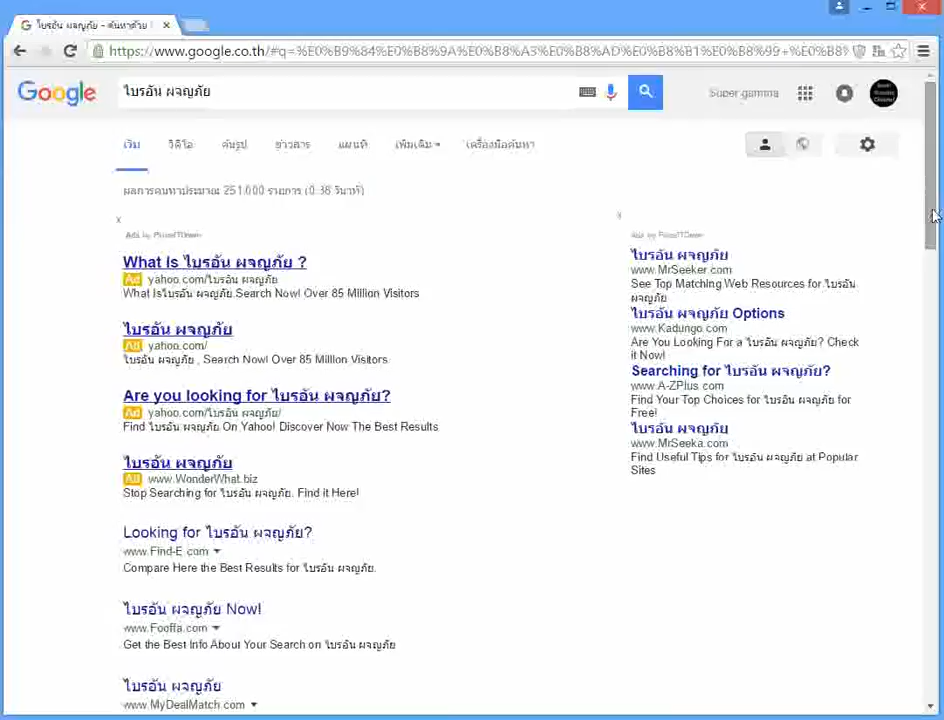 ไบรอัน ผจญภัย - ค้นหาด้วย
https://www.google.co.th/#q=%E0%B9%84%E0%B8%9A%E0%B8%A3%E0%B8%AD%E0%B8%B1%E0%B8%99+%E0%B8%
Google
ไบรอัน ผจญภัย
Super gamma
เว็บ วิดีโอ ค้นรูป ข่าวสาร แผนที่ เพิ่มเติม เครื่องมือค้นหา
ผลการค้นหาประมาณ 251,000 รายการ (0.38 วินาที)
x
Ads by
What Is ไบรอัน ผจญภัย ?
Ad yahoo.com/ไบรอัน ผจญภัย
What Isไบรอัน ผจญภัย.Search Now! Over 85 Million Visitors
ไบรอัน ผจญภัย
Ad yahoo.com/
ไบรอัน ผจญภัย , Search Now! Over 85 Million Visitors
Are you looking for ไบรอัน ผจญภัย?
Ad yahoo.com/ไบรอัน ผจญภัย/
Find ไบรอัน ผจญภัย On Yahoo! Discover Now The Best Results
ไบรอัน ผจญภัย
Ad www.WonderWhat.biz
Stop Searching for ไบรอัน ผจญภัย. Find it Here!
Looking for ไบรอัน ผจญภัย?
www.Find-E.com
Compare Here the Best Results for ไบรอัน ผจญภัย.
ไบรอัน ผจญภัย Now!
www.Fooffa.com
Get the Best Info About Your Search on ไบรอัน ผจญภัย
ไบรอัน ผจญภัย
www.MyDealMatch.com
x
Ads by
ไบรอัน ผจญภัย
www.MrSeeker.com
See Top Matching Web Resources for ไบรอัน
ผจญภัย
ไบรอัน ผจญภัย Options
www.Kadungo.com
Are You Looking For a ไบรอัน ผจญภัย? Check
it Now!
Searching for ไบรอัน ผจญภัย?
www.A-ZPlus.com
Find Your Top Choices for ไบรอัน ผจญภัย for
Free!
ไบรอัน ผจญภัย
www.MrSeeka.com
Find Useful Tips for ไบรอัน ผจญภัย at Popular
Sites